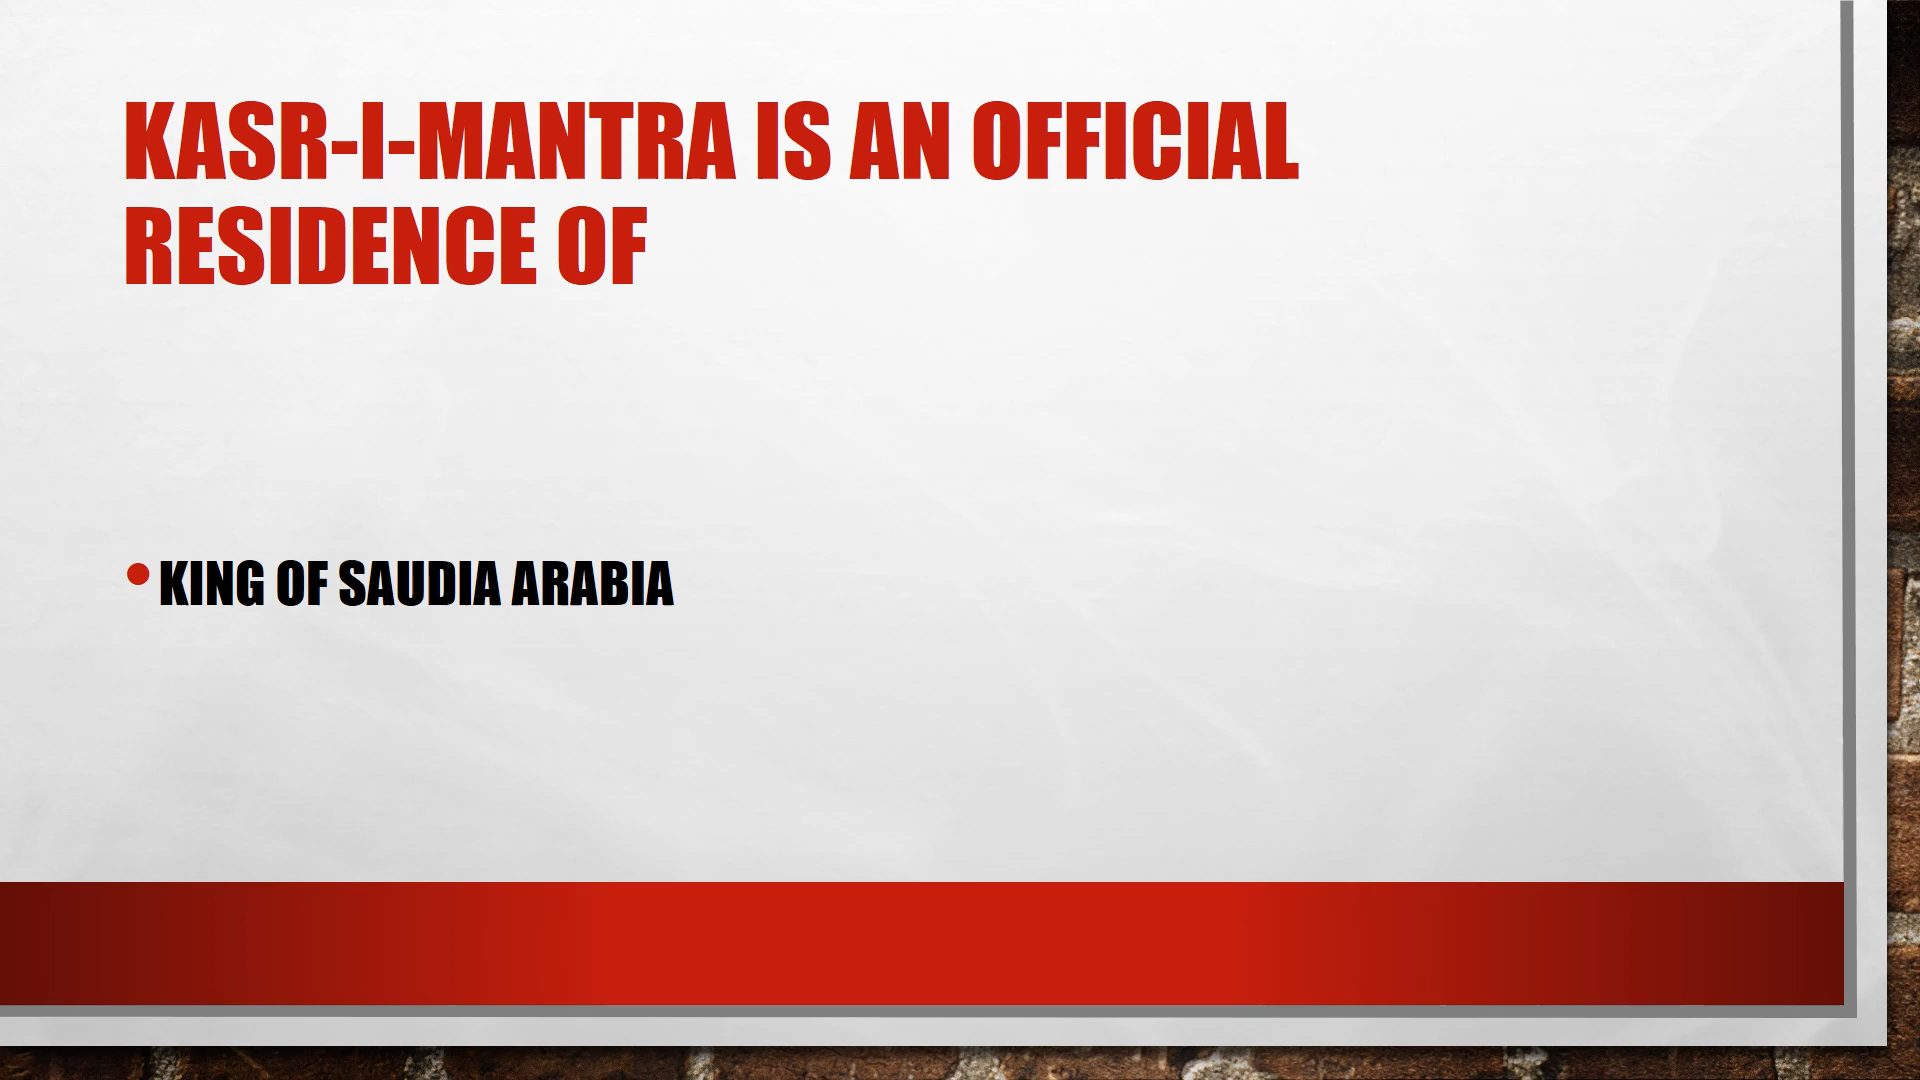 KASR-I-MANTRA IS AN OFFICIAL
RESIDENCE OF
• KING OF SAUDIA ARABIA